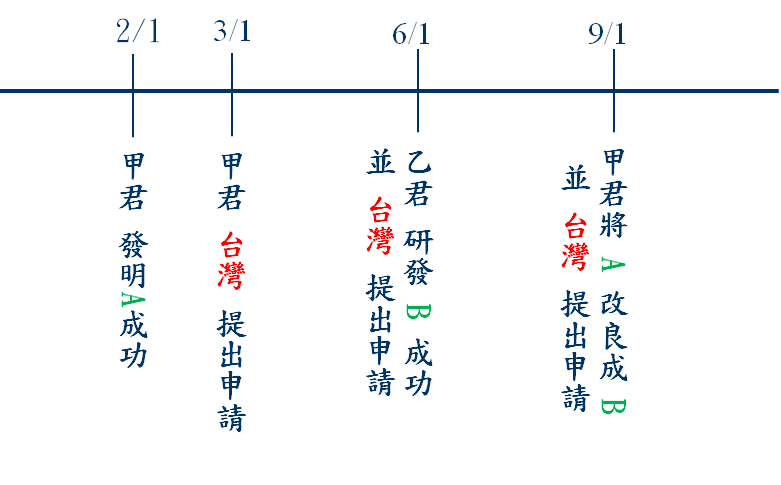 2/1
3/1
6/1
9/1
甲君 發明A成功
甲君 台灣 提出申請
乙君 研發 B 成功
並 台灣 提出申請
甲君將 A 改良成 B
並 台灣 提出申請